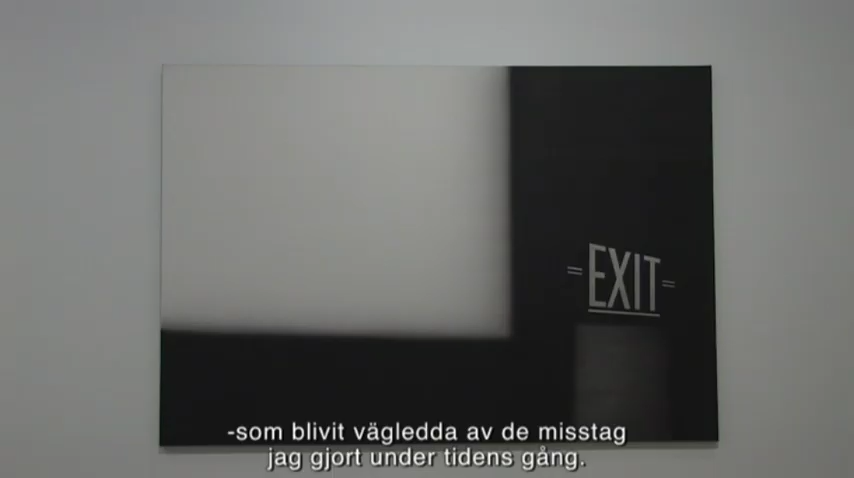 =EXIT=
-som blivit vägledda av de misstag
jag gjort under tidens gång.